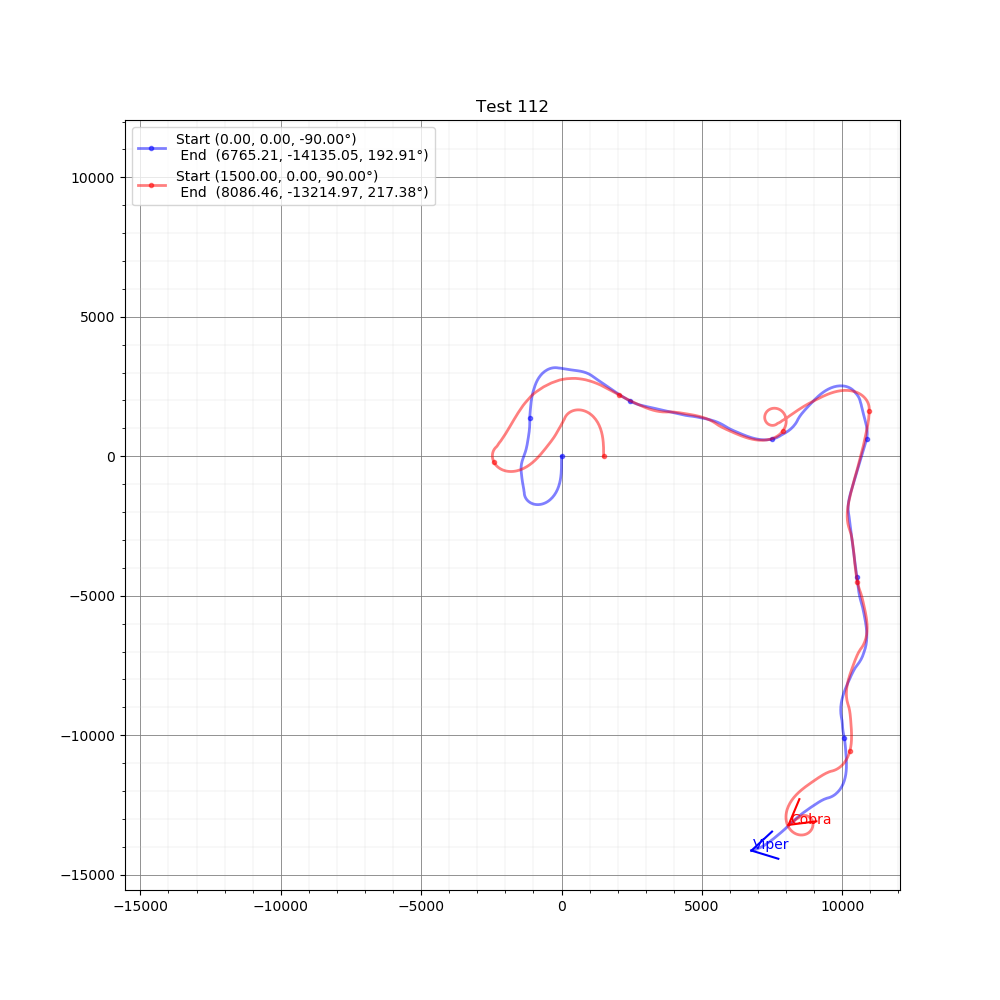 Test 112
Start (0.00, 0.00, -90.00°)
End  (6765.21, -14135.05, 192.91°)
Start (1500.00, 0.00, 90.00°)
End  (8086.46, -13214.97, 217.38°)
10000
5000
0
−5000
−10000
−15000
Cobra
Viper
−15000 −10000 −5000 0 5000 10000